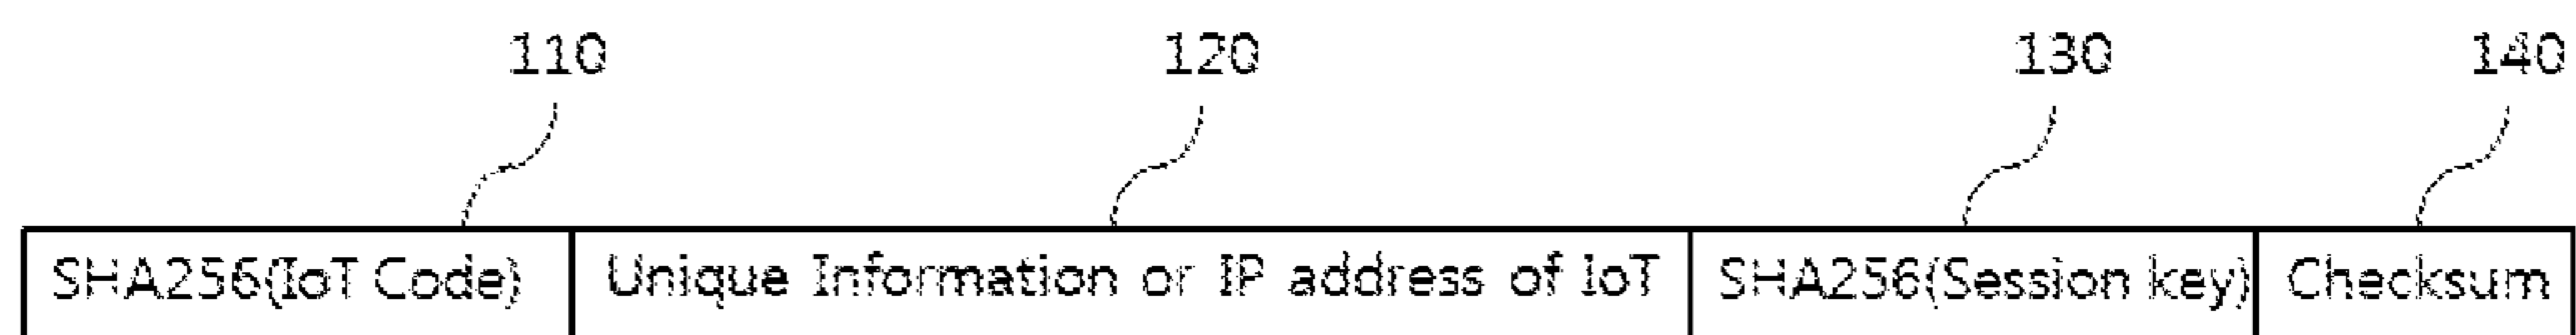 110 120 130 140
SHA256(IoT Code) Unique Information or IP address of IoT SHA256(Session key) Checksum